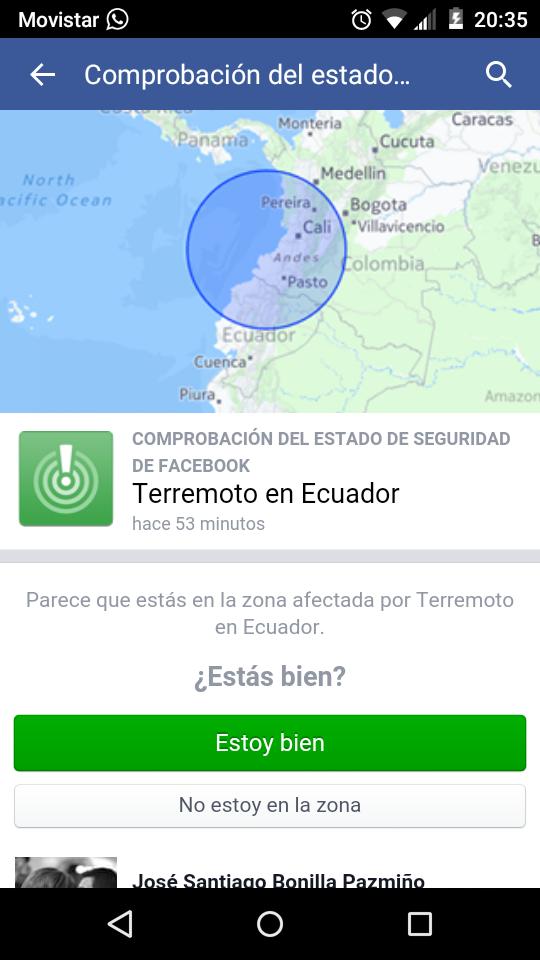 Movistar 20:35
Comprobación del estado...
Costa Rica
Panama
Monteria
Caracas
Cucuta
North
acific Ocean
Medellin
Venezu
Pereira
Bogota
Cali
Villavicencio
Andes
Colombia
Pasto
Ecuador
Cuenca
Piura
Amazon
COMPROBACIÓN DEL ESTADO DE SEGURIDAD
DE FACEBOOK
Terremoto en Ecuador
hace 53 minutos
Parece que estás en la zona afectada por Terremoto
en Ecuador.
¿Estás bien?
Estoy bien
No estoy en la zona
José Santiago Bonilla Pazmiño